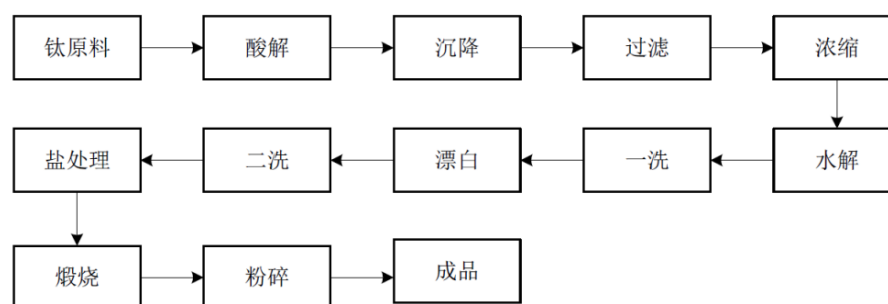 钛原料 酸解 沉降 过滤 浓缩
盐处理 二洗 漂白 一洗 水解
煅烧 粉碎 成品